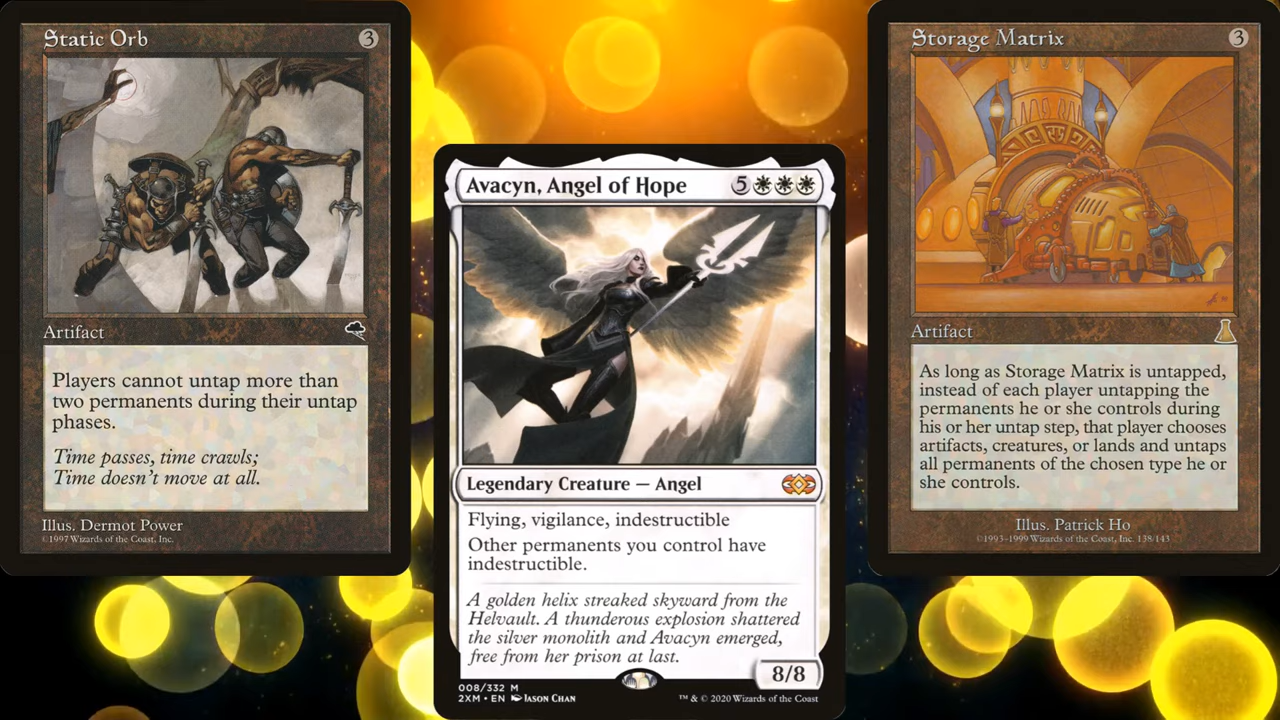 Static Orb 3
Artifact
Players cannot untap more than
two permanents during their untap
phases.
Time passes, time crawls;
Time doesn't move at all.
Illus. Dermot Power
©1997 Wizards of the Coast, Inc.
Avacyn, Angel of Hope 5
Legendary Creature — Angel
Flying, vigilance, indestructible
Other permanents you control have
indestructible.
A golden helix streaked skyward from the
Helvault. A thunderous explosion shattered
the silver monolith and Avacyn emerged,
free from her prison at last.
8/8
008/332 M
2XM • EN Jason Chan
™ & © 2020 Wizards of the Coast
Storage Matrix 3
Artifact
As long as Storage Matrix is untapped,
instead of each player untapping the
permanents he or she controls during
his or her untap step, that player chooses
artifacts, creatures, or lands and untaps
all permanents of the chosen type he or
she controls.
Illus. Patrick Ho
©1993-1999 Wizards of the Coast, Inc. 138/143